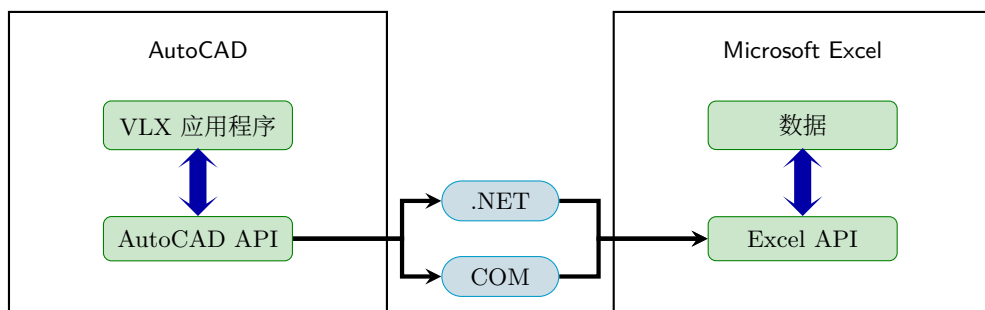 AutoCAD
Microsoft Excel
VLX 应用程序
数据
.NET
AutoCAD API
Excel API
COM